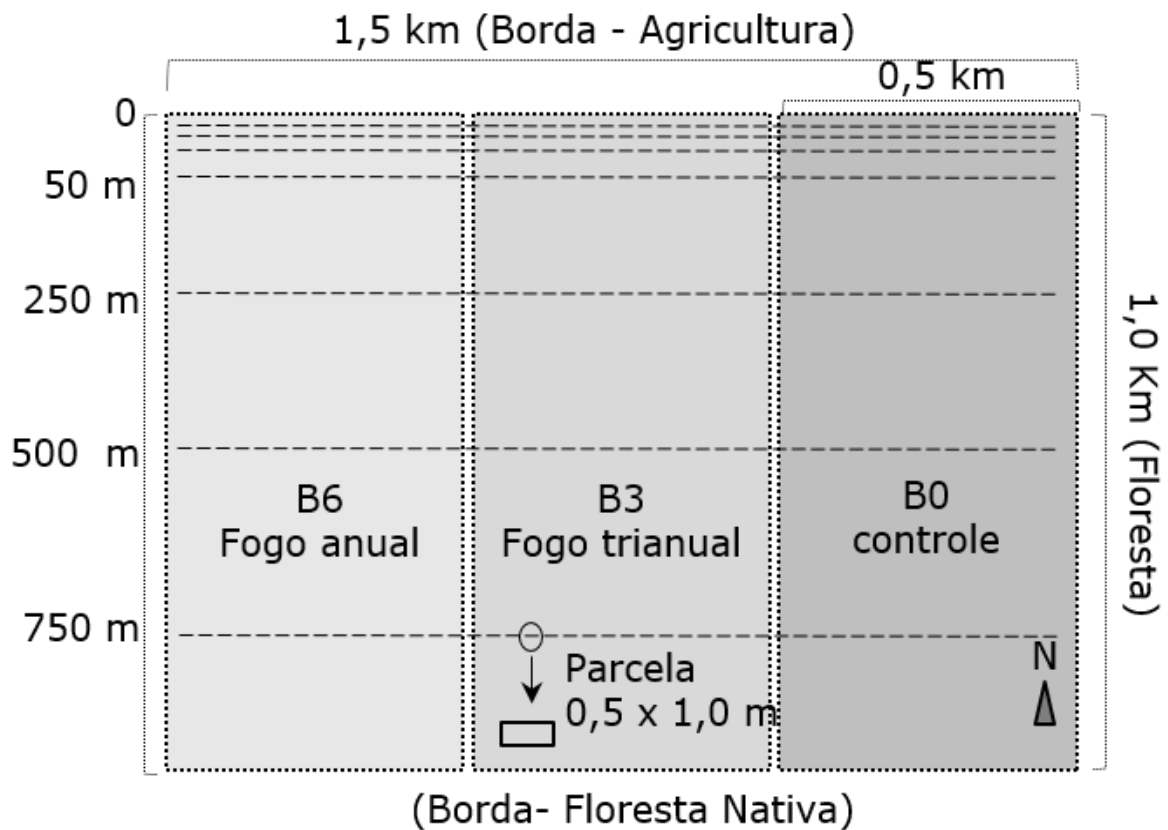 1,5 km (Borda - Agricultura)
0,5 km
0
50 m
250 m
500 m
750 m
B6
Fogo anual
B3
Fogo trianual
B0
controle
1,0 Km (Floresta)
Parcela
0,5 x 1,0 m
N
(Borda- Floresta Nativa)